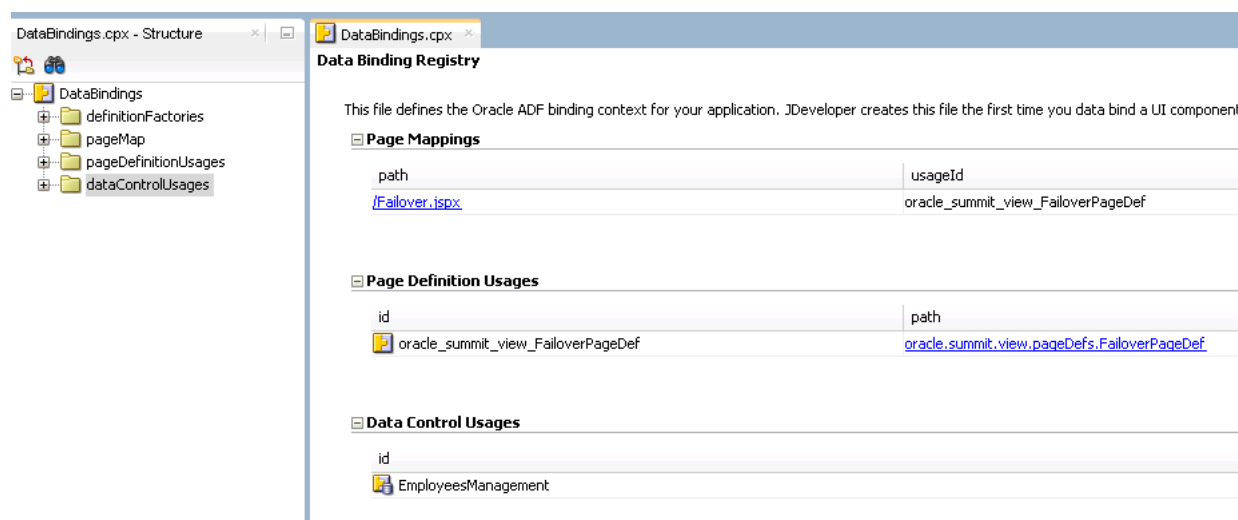 DataBindings.cpx - Structure
DataBindings
definitionFactories
pageMap
pageDefinitionUsages
dataControlUsages
DataBindings.cpx
Data Binding Registry
This file defines the Oracle ADF binding context for your application. JDeveloper creates this file the first time you data bind a UI component
Page Mappings
path usageId
/Failover.jspx oracle_summit_view_FailoverPageDef
Page Definition Usages
id path
oracle_summit_view_FailoverPageDef oracle.summit.view.pageDefs.FailoverPageDef
Data Control Usages
id
EmployeesManagement